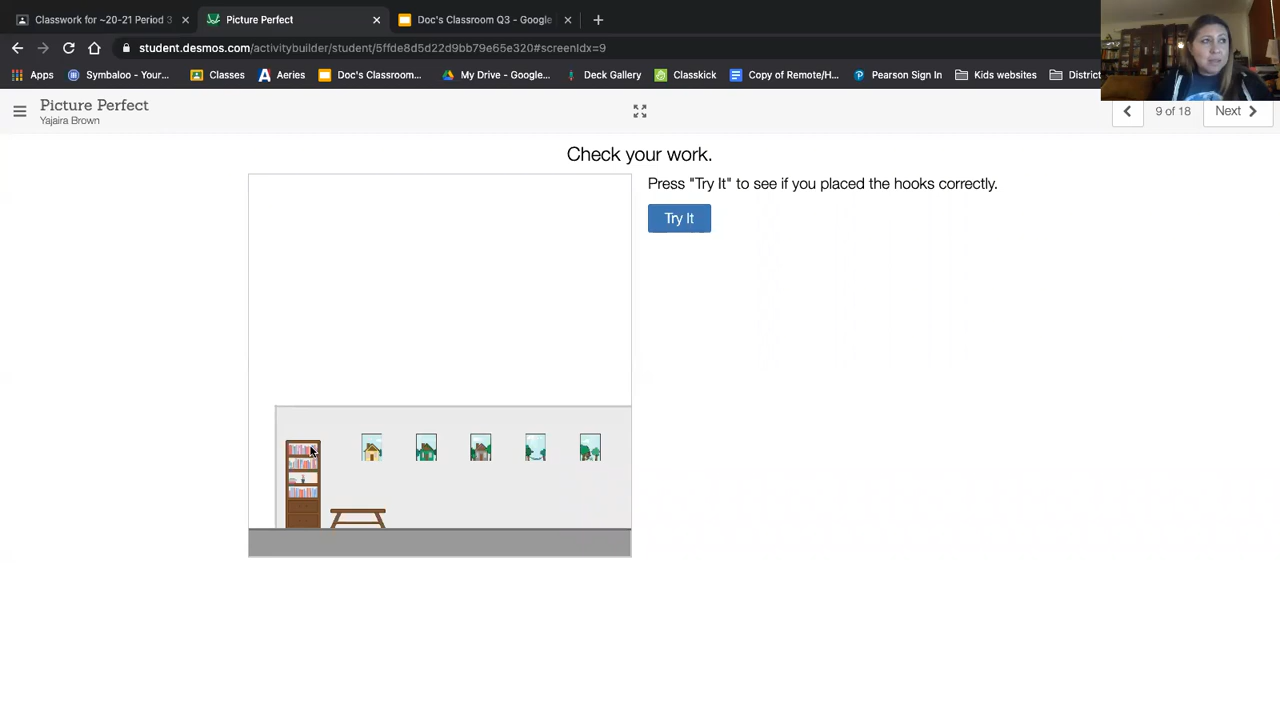 Classwork for ~20-21 Period 3
Picture Perfect
Doc's Classroom Q3 - Google
student.desmos.com/activitybuilder/student/5ffde8d5d22d9bb79e65e320#screenIdx=9
Apps
Symbaloo - Your...
Classes
Aeries
Doc's Classroom...
My Drive - Google...
Deck Gallery
Classkick
Copy of Remote/H...
Pearson Sign In
Kids websites
District
Picture Perfect
Yajaira Brown
9 of 18
Next
Check your work.
Press "Try It" to see if you placed the hooks correctly.
Try It